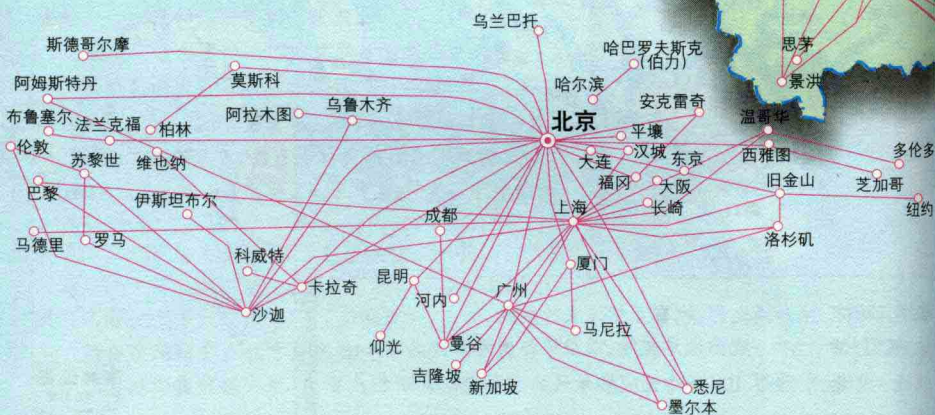 乌兰巴托
斯德哥尔摩
哈巴罗夫斯克
(伯力)
思茅
景洪
莫斯科
哈尔滨
阿姆斯特丹
阿拉木图
乌鲁木齐
安克雷奇
布鲁塞尔
法兰克福
柏林
北京
平壤
温哥华
伦敦
苏黎世
维也纳
大连
汉城
东京
西雅图
多伦多
巴黎
福冈
大阪
旧金山
芝加哥
伊斯坦布尔
成都
上海
长崎
纽约
马德里
罗马
洛杉矶
科威特
卡拉奇
昆明
河内
广州
厦门
沙迦
仰光
曼谷
马尼拉
吉隆坡
新加坡
悉尼
墨尔本